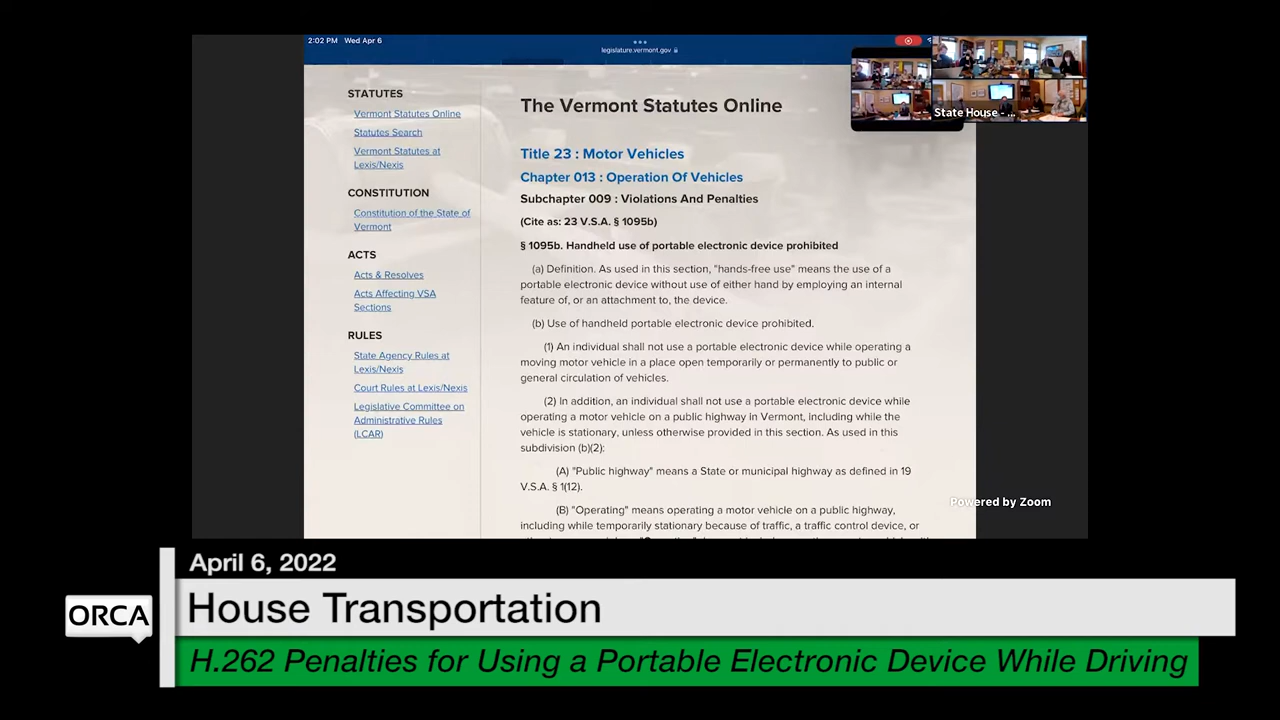 2:02 PM Wed Apr 6
legislature.vermont.gov
STATUTES
Vermont Statutes Online
Statutes Search
Vermont Statutes at
Lexis/Nexis
CONSTITUTION
Constitution of the State of
Vermont
ACTS
Acts & Resolves
Acts Affecting VSA
Sections
RULES
State Agency Rules at
Lexis/Nexis
Court Rules at Lexis/Nexis
Legislative Committee on
Administrative Rules
(LCAR)
The Vermont Statutes Online
Title 23 : Motor Vehicles
Chapter 013 : Operation Of Vehicles
Subchapter 009 : Violations And Penalties
(Cite as: 23 V.S.A. § 1095b)
§ 1095b. Handheld use of portable electronic device prohibited
(a) Definition. As used in this section, "hands-free use" means the use of a
portable electronic device without use of either hand by employing an internal
feature of, or an attachment to, the device.
(b) Use of handheld portable electronic device prohibited.
(1) An individual shall not use a portable electronic device while operating a
moving motor vehicle in a place open temporarily or permanently to public or
general circulation of vehicles.
(2) In addition, an individual shall not use a portable electronic device while
operating a motor vehicle on a public highway in Vermont, including while the
vehicle is stationary, unless otherwise provided in this section. As used in this
subdivision (b)(2):
(A) "Public highway" means a State or municipal highway as defined in 19
V.S.A. § 1(12).
(B) "Operating" means operating a motor vehicle on a public highway,
including while temporarily stationary because of traffic, a traffic control device, or
State House - ...
Powered by Zoom
April 6, 2022
ORCA
House Transportation
H.262 Penalties for Using a Portable Electronic Device While Driving